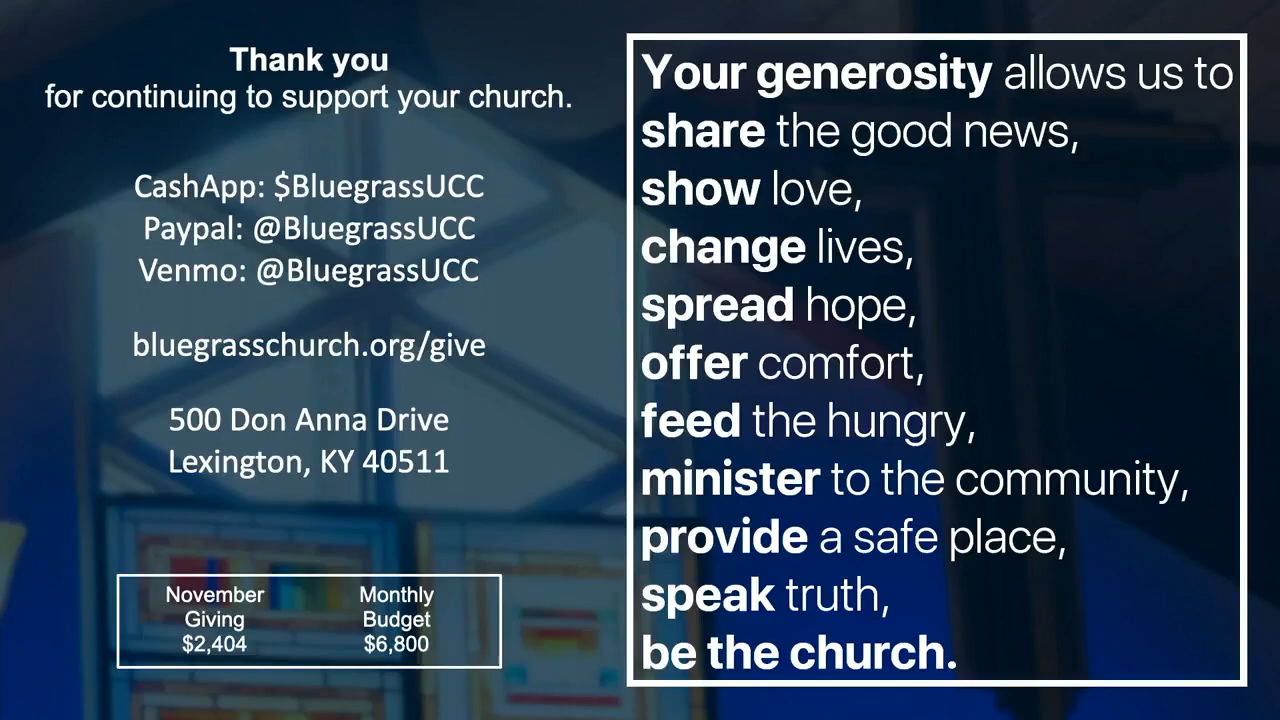 Thank you
for continuing to support your church.
CashApp: $BluegrassUCC
Paypal: @BluegrassUCC
Venmo: @BluegrassUCC
bluegrasschurch.org/give
500 Don Anna Drive
Lexington, KY 40511
November
Giving
$2,404
Monthly
Budget
$6,800
Your generosity allows us to
share the good news,
show love,
change lives,
spread hope,
offer comfort,
feed the hungry,
minister to the community,
provide a safe place,
speak truth,
be the church.